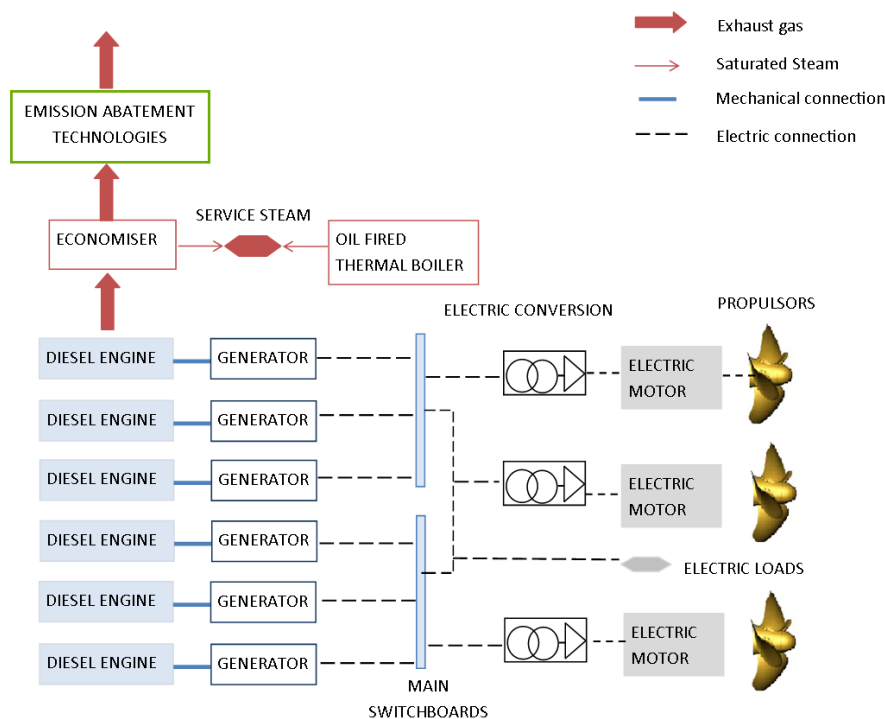 Exhaust gas
Saturated Steam
Mechanical connection
Electric connection
EMISSION ABATEMENT
TECHNOLOGIES
SERVICE STEAM
ECONOMISER
OIL FIRED
THERMAL BOILER
ELECTRIC CONVERSION
PROPULSORS
DIESEL ENGINE
GENERATOR
ELECTRIC
MOTOR
DIESEL ENGINE
GENERATOR
DIESEL ENGINE
GENERATOR
ELECTRIC
MOTOR
DIESEL ENGINE
GENERATOR
ELECTRIC LOADS
DIESEL ENGINE
GENERATOR
DIESEL ENGINE
GENERATOR
ELECTRIC
MOTOR
MAIN
SWITCHBOARDS